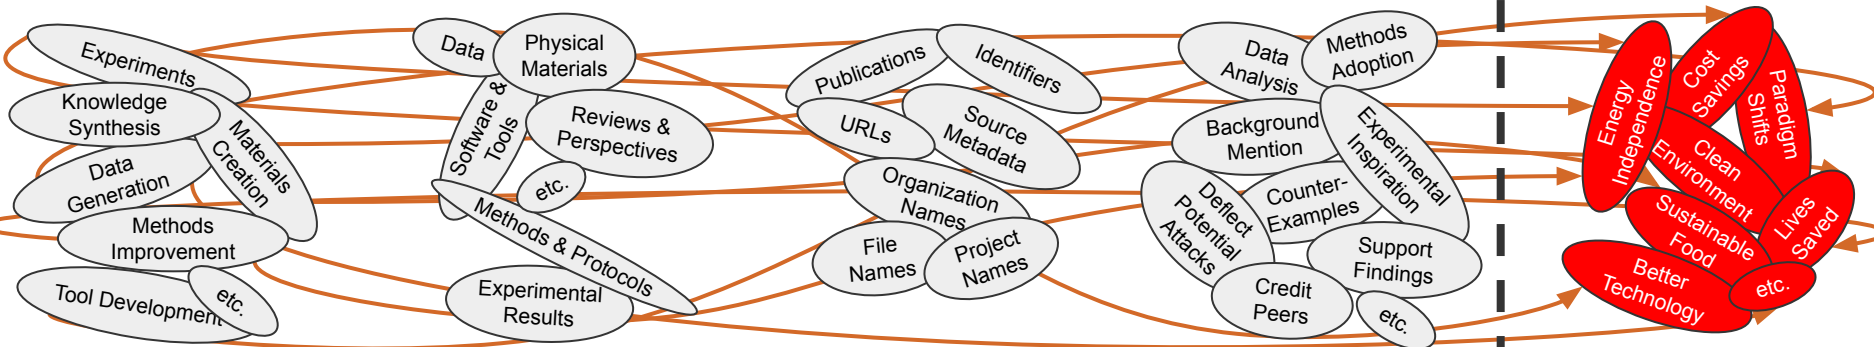 Experiments
Knowledge
Synthesis
Data
Generation
Materials
Creation
Methods
Improvement
Tool Development
etc.
Data
Physical
Materials
Software &
Tools
Reviews &
Perspectives
etc.
Methods & Protocols
Experimental
Results
Publications
Identifiers
URLs
Source
Metadata
Organization
Names
File
Names
Project
Names
Data
Analysis
Methods
Adoption
Background
Mention
Experimental
Inspiration
Counter-
Examples
Deflect
Potential
Attacks
Support
Findings
Credit
Peers
etc.
Energy
Independence
Cost
Savings
Paradigm
Shifts
Clean
Environment
Sustainable
Food
Lives
Saved
Better
Technology
etc.